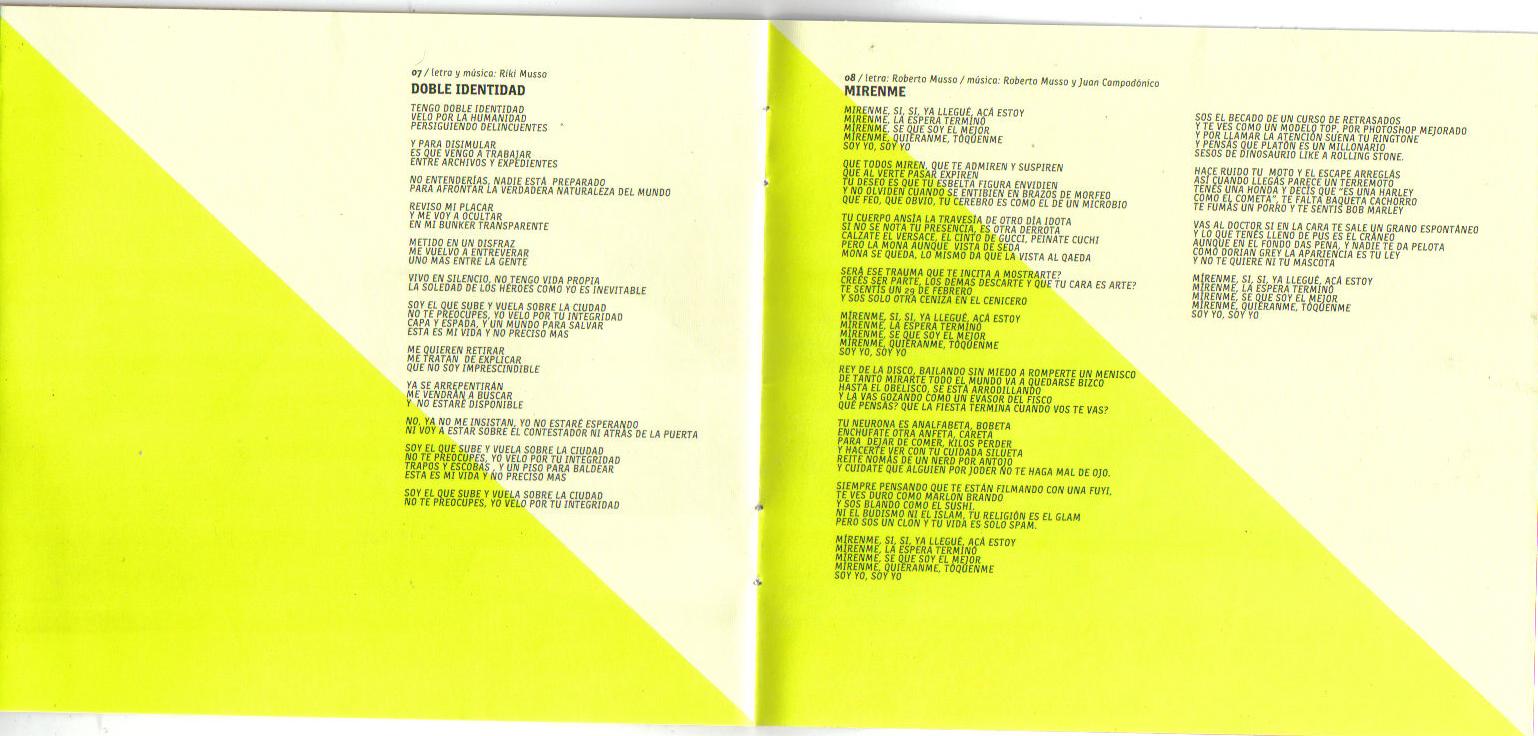 07 / letra y música: Riki Musso
DOBLE IDENTIDAD
TENGO DOBLE IDENTIDAD
VELO POR LA HUMANIDAD
PERSIGUIENDO DELINCUENTES
Y PARA DISIMULAR
ES QUE VENGO A TRABAJAR
ENTRE ARCHIVOS Y EXPEDIENTES
NO ENTENDERÍAS, NADIE ESTÁ PREPARADO
PARA AFRONTAR LA VERDADERA NATURALEZA DEL MUNDO
REVISO MI PLACAR
Y ME VOY A OCULTAR
EN MI BUNKER TRANSPARENTE
METIDO EN UN DISFRAZ
ME VUELVO A ENTREVERAR
UNO MÁS ENTRE LA GENTE
VIVO EN SILENCIO, NO TENGO VIDA PROPIA
LA SOLEDAD DE LOS HÉROES COMO YO ES INEVITABLE
SOY EL QUE SUBE Y VUELA SOBRE LA CIUDAD
NO TE PREOCUPES, YO VELO POR TU INTEGRIDAD
CAPA Y ESPADA, Y UN MUNDO PARA SALVAR
ESTA ES MI VIDA Y NO PRECISO MÁS
ME QUIEREN RETIRAR
ME TRATAN DE EXPLICAR
QUE NO SOY IMPRESCINDIBLE
YA SE ARREPENTIRÁN
ME VENDRÁN A BUSCAR
Y NO ESTARÉ DISPONIBLE
NO, YA NO ME INSISTAN, YO NO ESTARÉ ESPERANDO
NI VOY A ESTAR SOBRE EL CONTESTADOR NI ATRÁS DE LA PUERTA
SOY EL QUE SUBE Y VUELA SOBRE LA CIUDAD
NO TE PREOCUPES, YO VELO POR TU INTEGRIDAD
TRAPOS Y ESCOBAS , Y UN PISO PARA BALDEAR
ESTA ES MI VIDA Y NO PRECISO MÁS
SOY EL QUE SUBE Y VUELA SOBRE LA CIUDAD
NO TE PREOCUPES, YO VELO POR TU INTEGRIDAD
08 / letra: Roberto Musso / música: Roberto Musso y Juan Campodónico
MIRENME
MÍRENME, SI, SI, YA LLEGUÉ, ACÁ ESTOY
MÍRENME, LA ESPERA TERMINÓ
MÍRENME, SE QUE SOY EL MEJOR
MÍRENME, QUIÉRANME, TÓQUENME
SOY YO, SOY YO
QUE TODOS MIREN, QUE TE ADMIREN Y SUSPIREN
QUE AL VERTE PASAR EXPIREN
TU DESEO ES QUE TU ESBELTA FIGURA ENVIDIEN
Y NO OLVIDEN CUANDO SE ENTIBIEN EN BRAZOS DE MORFEO
QUE FEO, QUE OBVIO, TU CEREBRO ES COMO EL DE UN MICROBIO
TU CUERPO ANSÍA LA TRAVESÍA DE OTRO DÍA IDOTA
SI NO SE NOTA TU PRESENCIA, ES OTRA DERROTA
CALZATE EL VERSACE, EL CINTO DE GUCCI, PEINATE CUCHI
PERO LA MONA AUNQUE VISTA DE SEDA
MONA SE QUEDA, LO MISMO DA QUE LA VISTA AL QAEDA
SERÁ ESE TRAUMA QUE TE INCITA A MOSTRARTE?
CREÉS SER PARTE, LOS DEMÁS DESCARTE Y QUE TU CARA ES ARTE?
TE SENTÍS UN 29 DE FEBRERO
Y SOS SOLO OTRA CENIZA EN EL CENICERO
MÍRENME, SI, SI, YA LLEGUÉ, ACÁ ESTOY
MÍRENME, LA ESPERA TERMINÓ
MÍRENME, SE QUE SOY EL MEJOR
MÍRENME, QUIÉRANME, TÓQUENME
SOY YO, SOY YO
REY DE LA DISCO, BAILANDO SIN MIEDO A ROMPERTE UN MENISCO
DE TANTO MIRARTE TODO EL MUNDO VA A QUEDARSE BIZCO
HASTA EL OBELISCO, SE ESTÁ ARRODILLANDO
Y LA VAS GOZANDO COMO UN EVASOR DEL FISCO
QUÉ PENSÁS? QUE LA FIESTA TERMINA CUANDO VOS TE VAS?
TU NEURONA ES ANALFABETA, BOBETA
ENCHUFATE OTRA ANFETA, CARETA
PARA DEJAR DE COMER, KILOS PERDER
Y HACERTE VER CON TU CUIDADA SILUETA
REITE NOMÁS DE UN NERD POR ANTOJO
Y CUIDATE QUE ALGUIEN POR JODER NO TE HAGA MAL DE OJO.
SIEMPRE PENSANDO QUE TE ESTÁN FILMANDO CON UNA FUYI,
TE VES DURO COMO MARLON BRANDO
Y SOS BLANDO COMO EL SUSHI.
NI EL BUDISMO NI EL ISLAM, TU RELIGIÓN ES EL GLAM
PERO SOS UN CLON Y TU VIDA ES SOLO SPAM.
MÍRENME, SI, SI, YA LLEGUÉ, ACÁ ESTOY
MÍRENME, LA ESPERA TERMINÓ
MÍRENME, SE QUE SOY EL MEJOR
MÍRENME, QUIÉRANME, TÓQUENME
SOY YO, SOY YO
SOS EL BECADO DE UN CURSO DE RETRASADOS
Y TE VES COMO UN MODELO TOP, POR PHOTOSHOP MEJORADO
Y POR LLAMAR LA ATENCIÓN SUENA TU RINGTONE
Y PENSÁS QUE PLATÓN ES UN MILLONARIO
SESOS DE DINOSAURIO LIKE A ROLLING STONE.
HACE RUIDO TU MOTO Y EL ESCAPE ARREGLÁS
ASÍ CUANDO LLEGÁS PARECE UN TERREMOTO
TENÉS UNA HONDA Y DECÍS QUE "ES UNA HARLEY
COMO EL COMETA", TE FALTA BAQUETA CACHORRO
TE FUMÁS UN PORRO Y TE SENTÍS BOB MARLEY
VAS AL DOCTOR SI EN LA CARA TE SALE UN GRANO ESPONTÁNEO
Y LO QUE TENÉS LLENO DE PUS ES EL CRÁNEO
AUNQUE EN EL FONDO DAS PENA, Y NADIE TE DA PELOTA
COMO DORIAN GREY LA APARIENCIA ES TU LEY
Y NO TE QUIERE NI TU MASCOTA
MÍRENME, SI, SI, YA LLEGUÉ, ACÁ ESTOY
MÍRENME, LA ESPERA TERMINÓ
MÍRENME, SE QUE SOY EL MEJOR
MÍRENME, QUIÉRANME, TÓQUENME
SOY YO, SOY YO